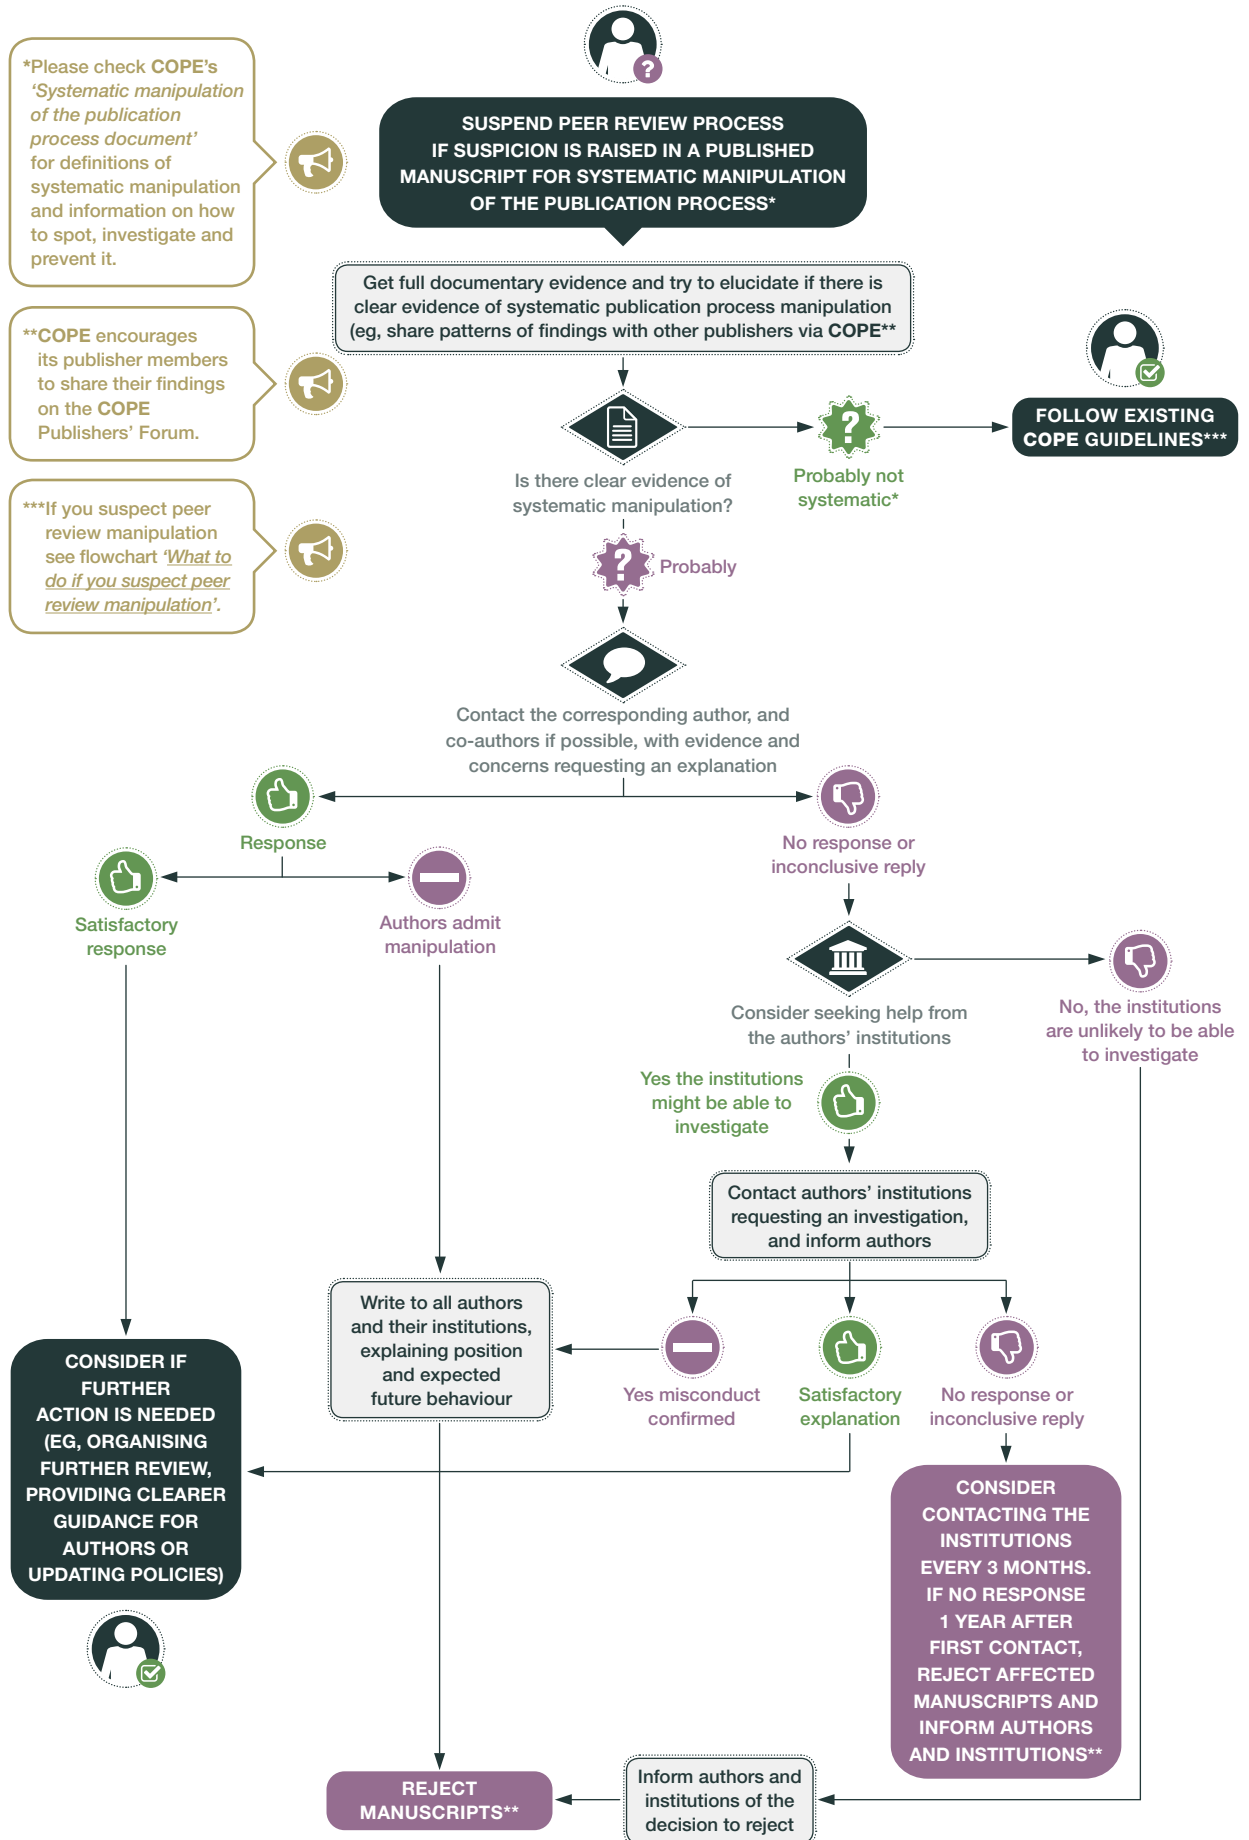 *Please check COPE's
'Systematic manipulation
of the publication
process document'
for definitions of
systematic manipulation
and information on how
to spot, investigate and
prevent it.
**COPE encourages
its publisher members
to share their findings
on the COPE
Publishers' Forum.
***If you suspect peer
review manipulation
see flowchart 'What to
do if you suspect peer
review manipulation'.
?
SUSPEND PEER REVIEW PROCESS
IF SUSPICION IS RAISED IN A PUBLISHED
MANUSCRIPT FOR SYSTEMATIC MANIPULATION
OF THE PUBLICATION PROCESS*
Get full documentary evidence and try to elucidate if there is
clear evidence of systematic publication process manipulation
(eg, share patterns of findings with other publishers via COPE**
Is there clear evidence of
systematic manipulation?
?
Probably not
systematic*
FOLLOW EXISTING
COPE GUIDELINES***
?
Probably
Contact the corresponding author, and
co-authors if possible, with evidence and
concerns requesting an explanation
Response
No response or
inconclusive reply
Satisfactory
response
Authors admit
manipulation
Consider seeking help from
the authors' institutions
No, the institutions
are unlikely to be able
to investigate
Yes the institutions
might be able to
investigate
Contact authors' institutions
requesting an investigation,
and inform authors
Write to all authors
and their institutions,
explaining position
and expected
future behaviour
Yes misconduct
confirmed
Satisfactory
explanation
No response or
inconclusive reply
CONSIDER IF
FURTHER
ACTION IS NEEDED
(EG, ORGANISING
FURTHER REVIEW,
PROVIDING CLEARER
GUIDANCE FOR
AUTHORS OR
UPDATING POLICIES)
CONSIDER
CONTACTING THE
INSTITUTIONS
EVERY 3 MONTHS.
IF NO RESPONSE
1 YEAR AFTER
FIRST CONTACT,
REJECT AFFECTED
MANUSCRIPTS AND
INFORM AUTHORS
AND INSTITUTIONS**
REJECT
MANUSCRIPTS**
Inform authors and
institutions of the
decision to reject